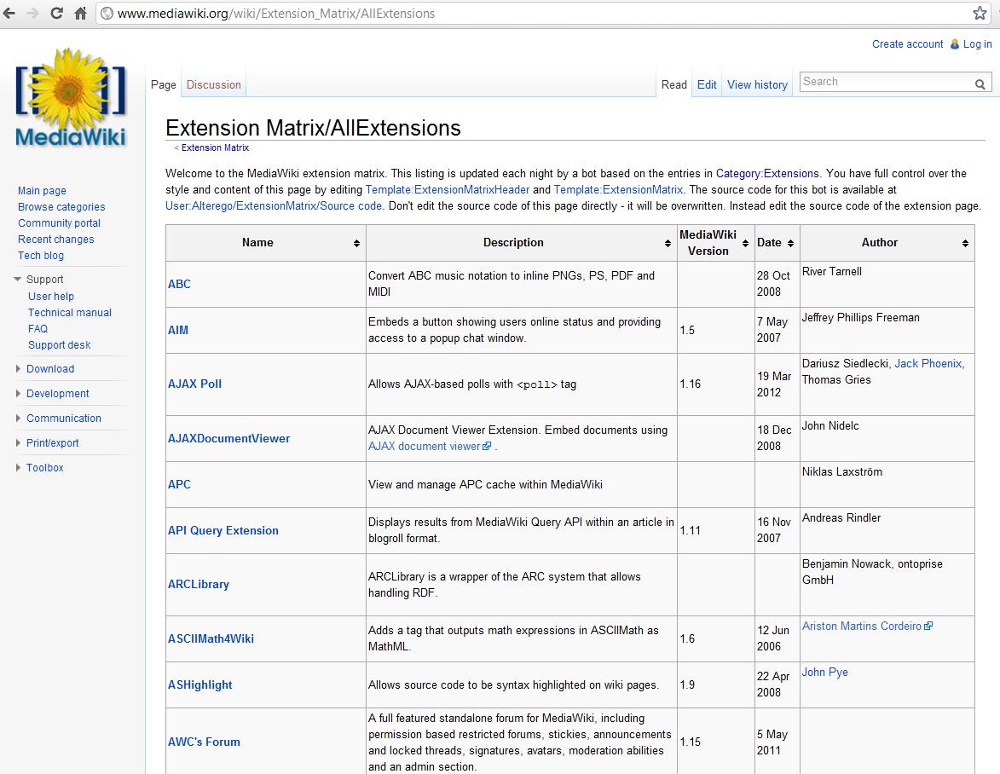 www.mediawiki.org/wiki/Extension_Matrix/AllExtensions
Create account Log in
[ ]
MediaWiki
Page Discussion Read Edit View history Search
Extension Matrix/AllExtensions
< Extension Matrix
Welcome to the MediaWiki extension matrix. This listing is updated each night by a bot based on the entries in Category:Extensions. You have full control over the
style and content of this page by editing Template:ExtensionMatrixHeader and Template:ExtensionMatrix. The source code for this bot is available at
User:Alterego/ExtensionMatrix/Source code. Don't edit the source code of this page directly - it will be overwritten. Instead edit the source code of the extension page.
Main page
Browse categories
Community portal
Recent changes
Tech blog
Support
User help
Technical manual
FAQ
Support desk
Download
Development
Communication
Print/export
Toolbox
Name Description MediaWiki Version Date Author
ABC
Convert ABC music notation to inline PNGs, PS, PDF and
MIDI
28 Oct
2008
River Tarnell
AIM
Embeds a button showing users online status and providing
access to a popup chat window.
1.5
7 May
2007
Jeffrey Phillips Freeman
AJAX Poll
Allows AJAX-based polls with <poll> tag
1.16
19 Mar
2012
Dariusz Siedlecki, Jack Phoenix,
Thomas Gries
AJAXDocumentViewer
AJAX Document Viewer Extension. Embed documents using
AJAX document viewer .
18 Dec
2008
John Nidelc
APC
View and manage APC cache within MediaWiki
Niklas Laxström
API Query Extension
Displays results from MediaWiki Query API within an article in
blogroll format.
1.11
16 Nov
2007
Andreas Rindler
ARCLibrary
ARCLibrary is a wrapper of the ARC system that allows
handling RDF.
Benjamin Nowack, ontoprise
GmbH
ASCIIMath4Wiki
Adds a tag that outputs math expressions in ASCIIMath as
MathML.
1.6
12 Jun
2006
Ariston Martins Cordeiro
ASHighlight
Allows source code to be syntax highlighted on wiki pages.
1.9
22 Apr
2008
John Pye
AWC's Forum
A full featured standalone forum for MediaWiki, including
permission based restricted forums, stickies, announcements
and locked threads, signatures, avatars, moderation abilities
and an admin section.
1.15
5 May
2011